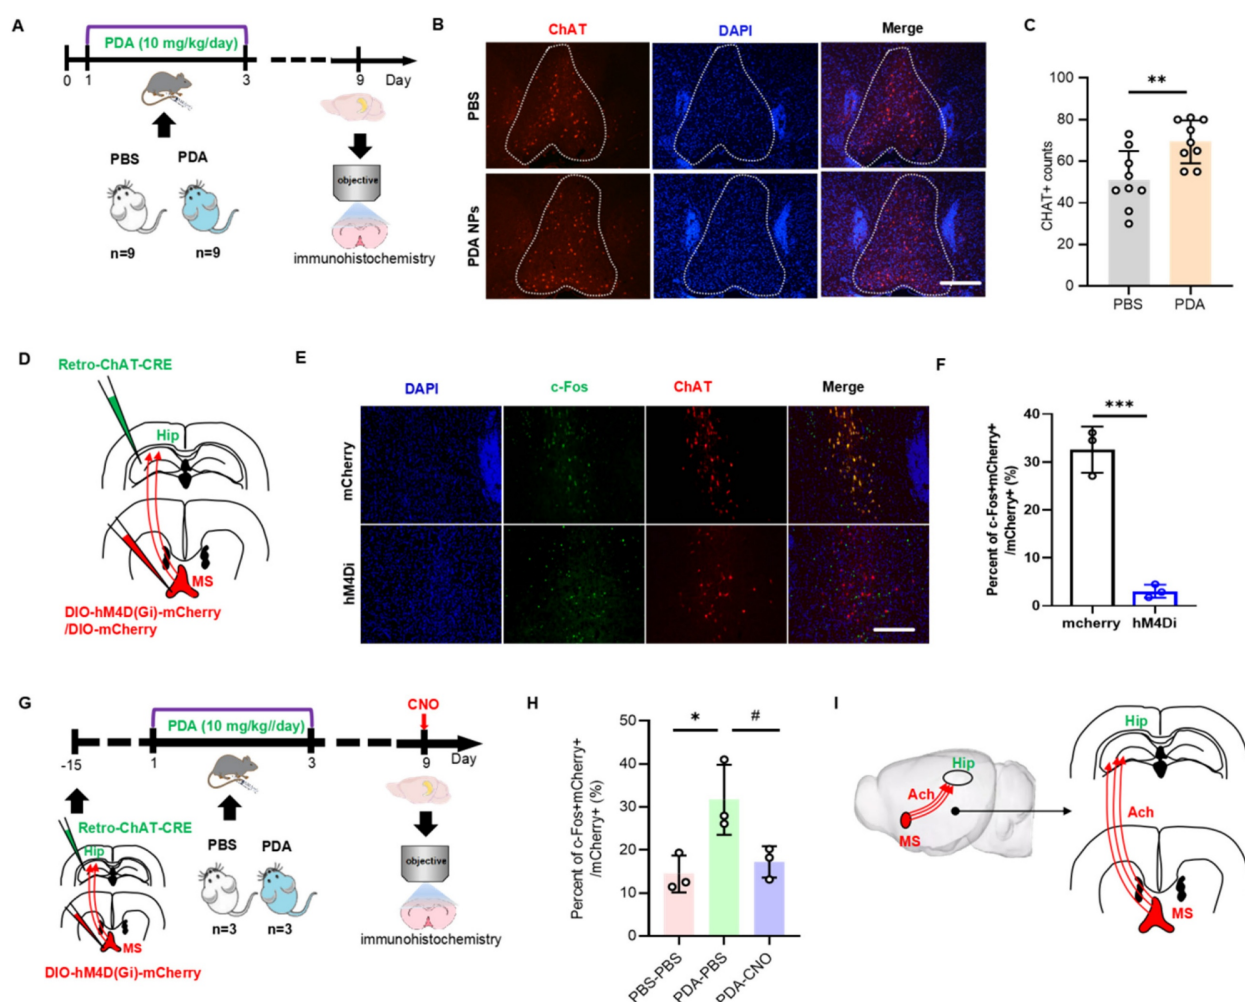 A
PDA (10 mg/kg/day)
0
1
3
9
Day
PBS
PDA
n=9
n=9
objective
immunohistochemistry
B
ChAT
DAPI
Merge
PBS
PDA NPs
C
**
CHAT+ counts
100
80
60
40
20
0
PBS
PDA
D
Retro-ChAT-CRE
Hip
MS
DIO-hM4D(Gi)-mCherry
/DIO-mCherry
E
DAPI
c-Fos
ChAT
Merge
mCherry
hM4Di
F
***
Percent of c-Fos+mCherry+
/mCherry+ (%)
40
30
20
10
0
mcherry
hM4Di
G
PDA (10 mg/kg//day)
CNO
-15
1
3
9
Day
Retro-ChAT-CRE
Hip
MS
DIO-hM4D(Gi)-mCherry
PBS
PDA
n=3
n=3
objective
immunohistochemistry
H
*
#
Percent of c-Fos+mCherry+
/mCherry+ (%)
50
40
30
20
10
0
PBS-PBS
PDA-PBS
PDA-CNO
I
Hip
Ach
MS
Hip
Ach
MS